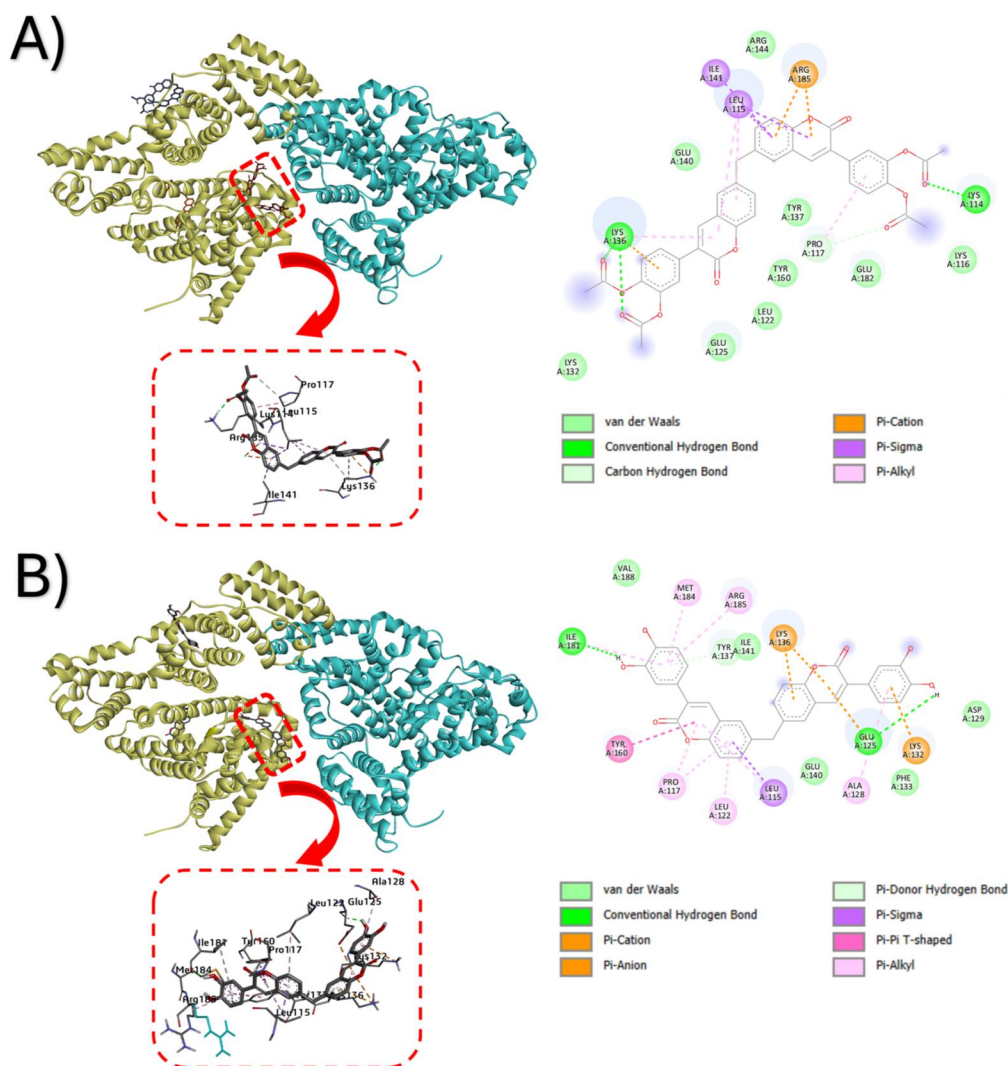 A)
ARG
A:144
ILE
A:141
ARG
A:185
LEU
A:115
GLU
A:140
LYS
A:114
TYR
A:137
LYS
A:136
PRO
A:117
TYR
A:160
GLU
A:182
LYS
A:116
LEU
A:122
GLU
A:125
LYS
A:132
Pro117
Lys114
Leu115
Arg185
Lys136
Ile141
van der Waals
Conventional Hydrogen Bond
Carbon Hydrogen Bond
Pi-Cation
Pi-Sigma
Pi-Alkyl
B)
VAL
A:188
MET
A:184
ARG
A:185
ILE
A:181
TYR
A:137
ILE
A:141
LYS
A:136
ASP
A:129
TYR
A:160
GLU
A:125
LYS
A:132
PRO
A:117
GLU
A:140
LEU
A:115
ALA
A:128
PHE
A:133
LEU
A:122
Ala128
Leu122
Glu125
Ile181
Tyr160
Pro117
Lys132
Met184
Arg185
Leu115
van der Waals
Conventional Hydrogen Bond
Pi-Cation
Pi-Anion
Pi-Donor Hydrogen Bond
Pi-Sigma
Pi-Pi T-shaped
Pi-Alkyl